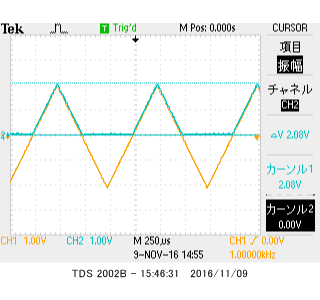 Tek Trig'd M Pos: 0.000s CURSOR
項目
振幅
チャネル
CH2
△V 2.08V
カーソル1
2.08V
カーソル2
0.00V
2
CH1 1.00V CH2 1.00V M 250µs CH1 / 0.00V
9-NOV-16 14:55 1.00000kHz
TDS 2002B - 15:46:31 2016/11/09